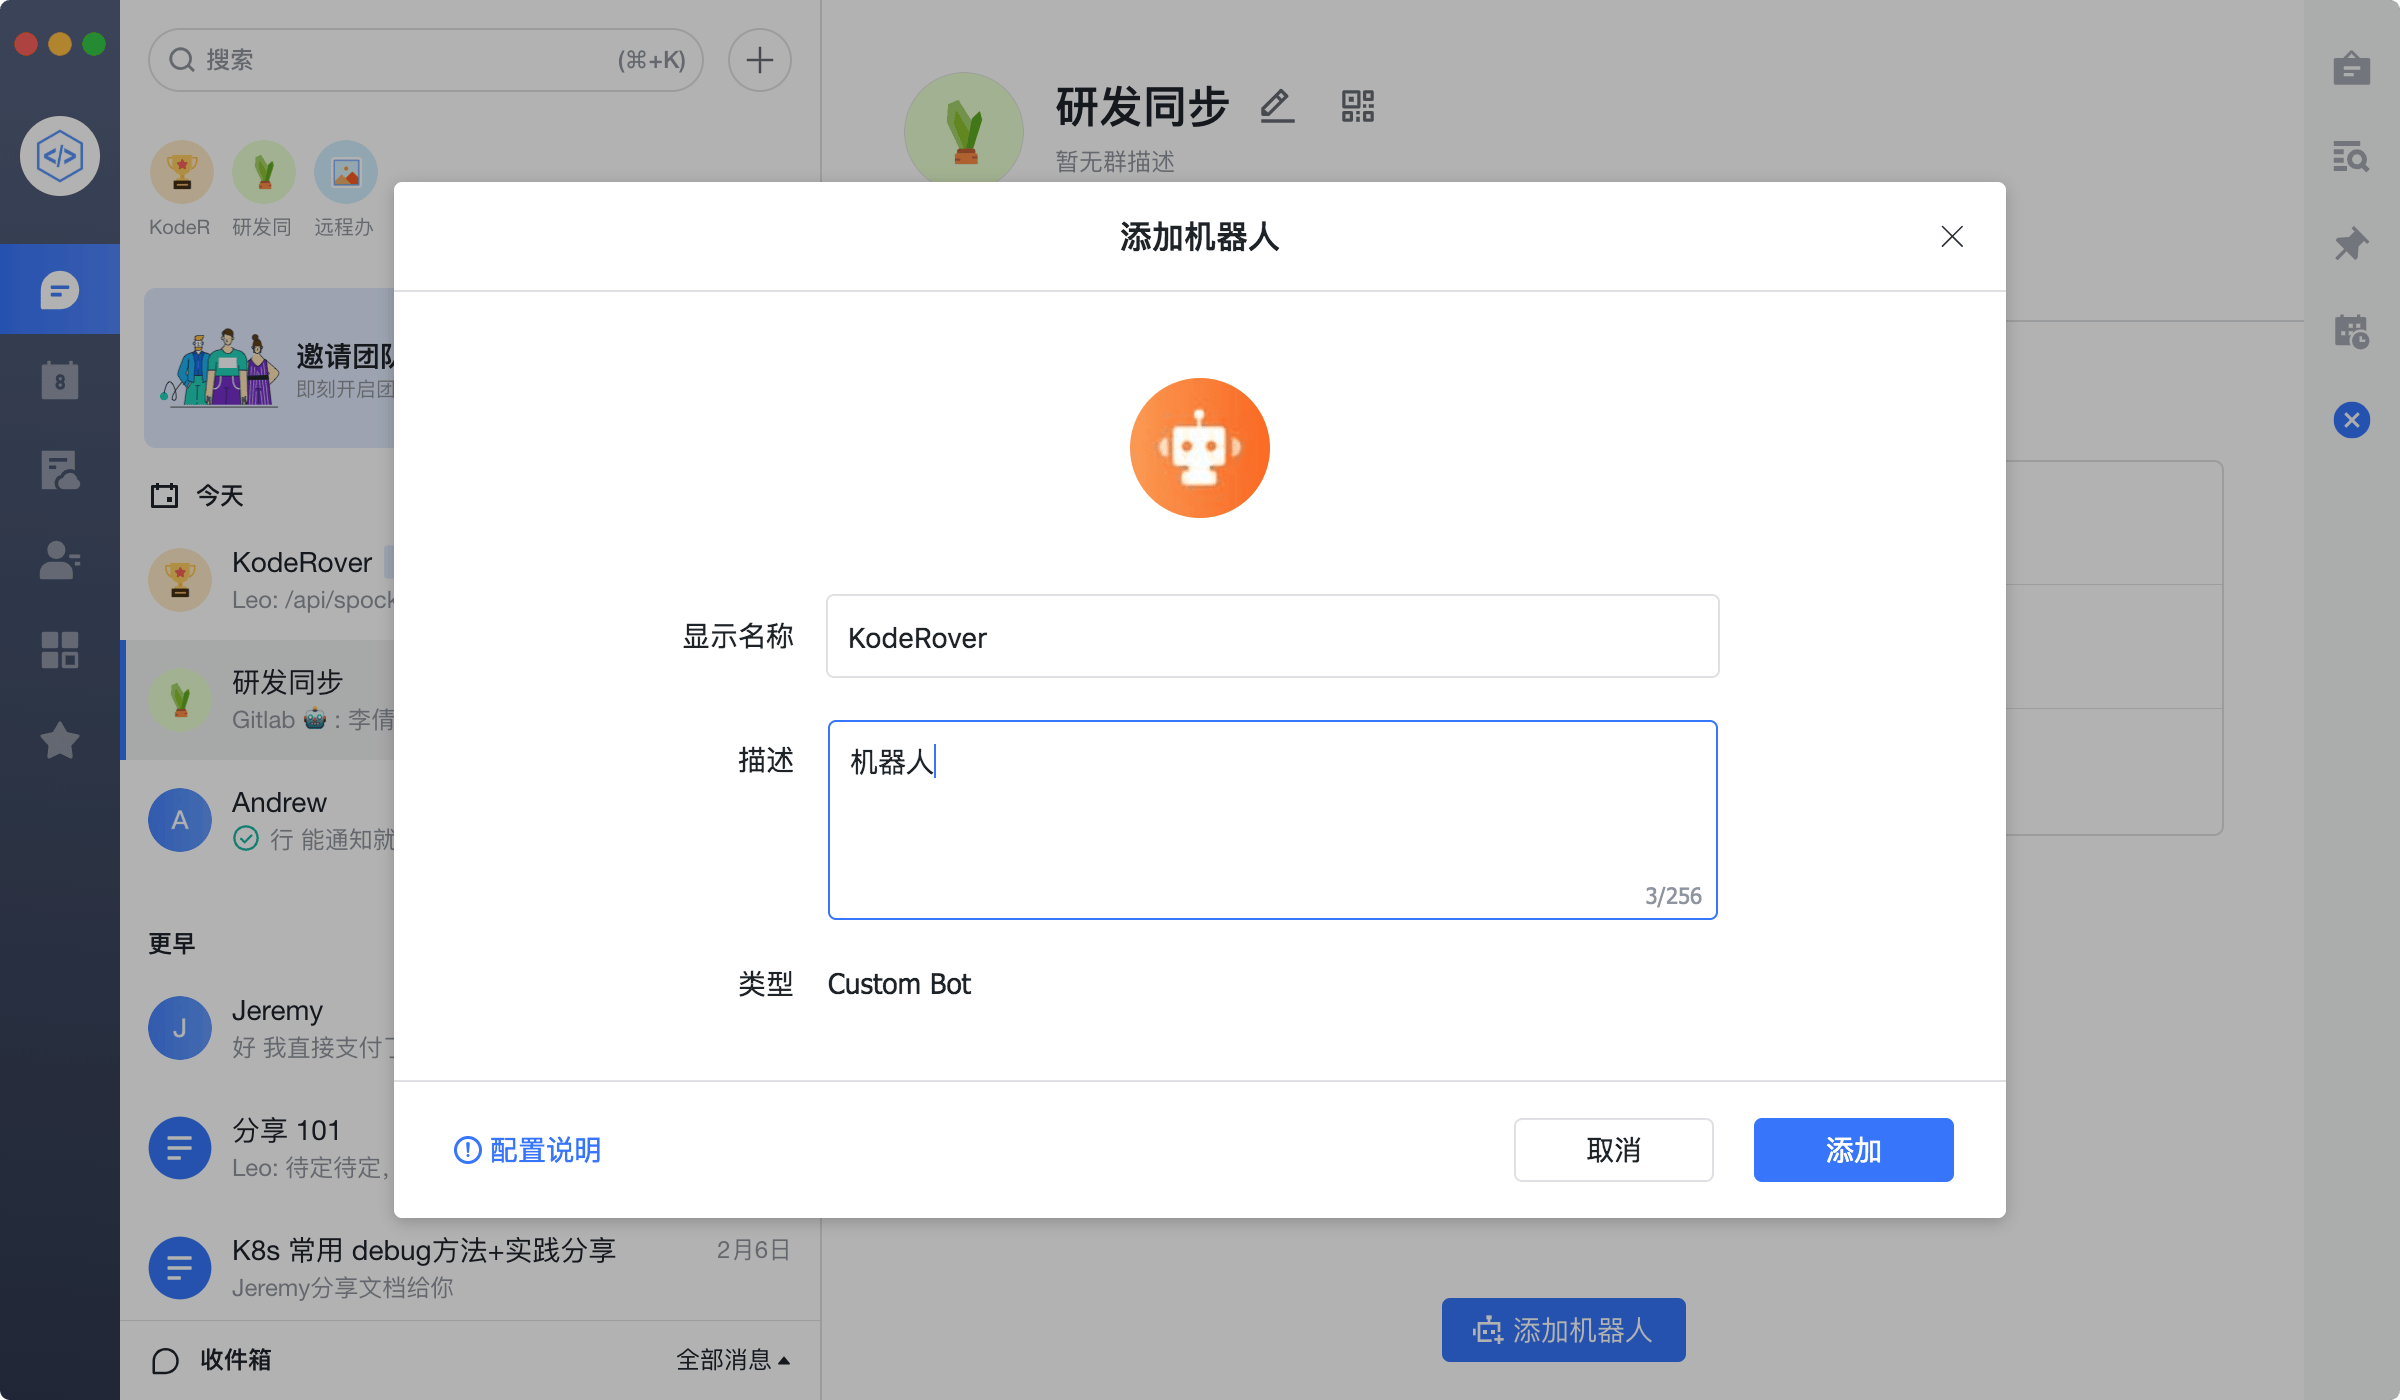 搜索 (⌘+K)
KodeR 研发同 远程办
邀请团队
即刻开启团
8
今天
KodeRover
Leo: /api/spock
研发同步
Gitlab : 李倩
A
Andrew
行 能通知就
更早
J
Jeremy
好 我直接支付了
分享 101
Leo: 待定待定,
K8s 常用 debug方法+实践分享 2月6日
Jeremy分享文档给你
收件箱 全部消息
研发同步
暂无群描述
添加机器人
显示名称 KodeRover
描述 机器人
3/256
类型 Custom Bot
配置说明 取消 添加
添加机器人